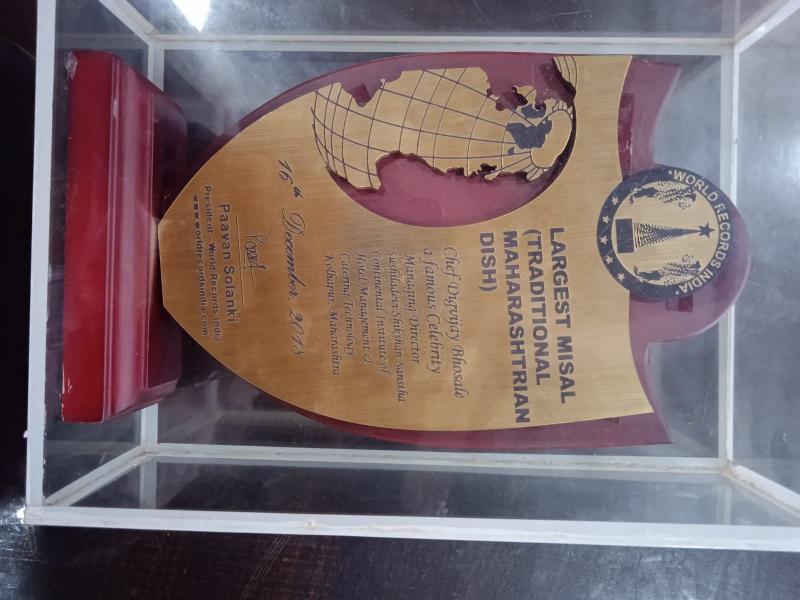 WORLD RECORDS INDIA
LARGEST MISAL
(TRADITIONAL
MAHARASHTRIAN
DISH)
Chef Digvijay Bhosale
a famous Celebrity
Managing Director
Sushiladevi Shikshan Sanstha
Continental Institute of
Hotel Management &
Catering Technology,
Kolhapur, Maharashtra
16th December, 2018
Paavan Solanki
President - World Records India
www.worldrecordsindia.com